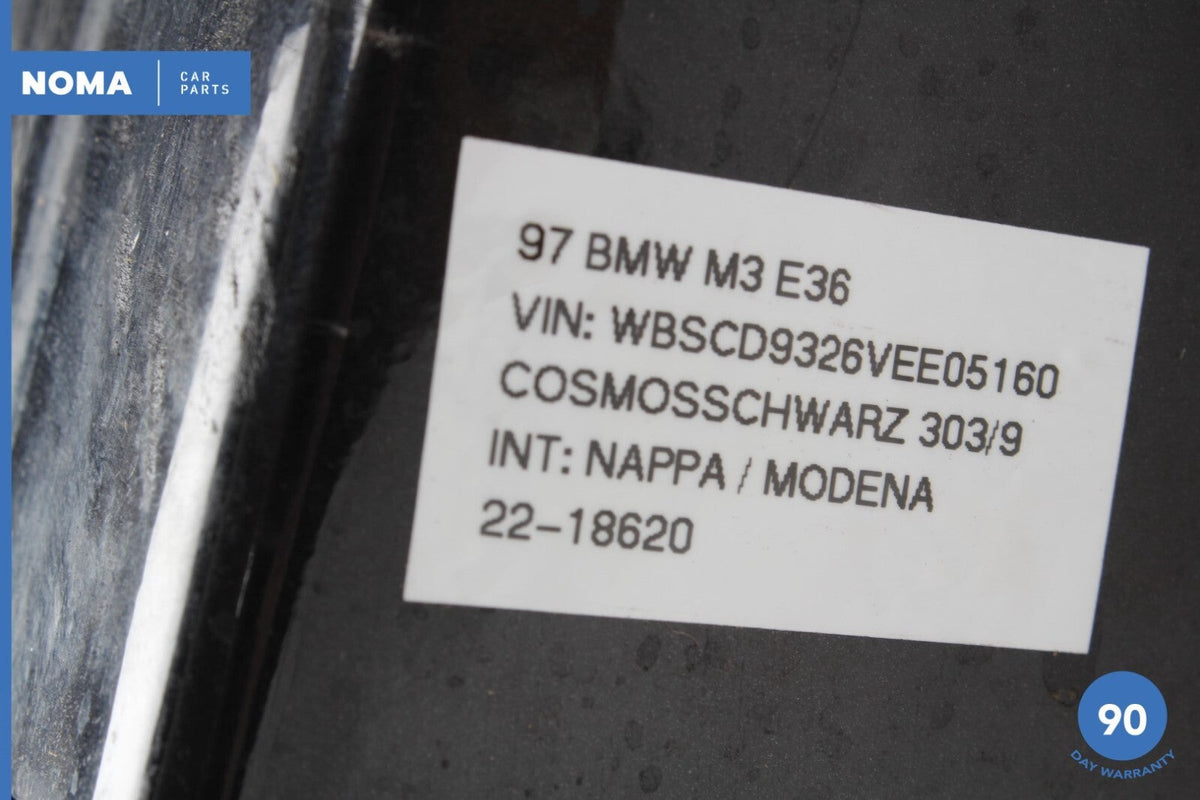 NOMA
CAR
PARTS
97 BMW M3 E36
VIN: WBSCD9326VEE05160
COSMOSSCHWARZ 303/9
INT: NAPPA / MODENA
22-18620
90
DAY WARRANTY